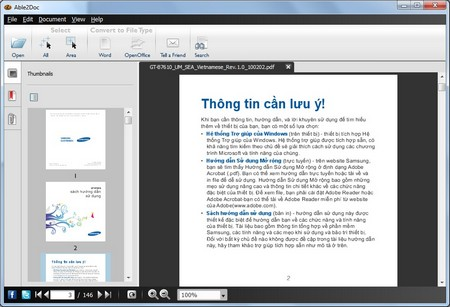 Able2Doc
File Edit Document View Help
Select
Convert to File Type
Open
All
Area
Word
OpenOffice
Tell a Friend
Search
GT-B7610_UM_SEA_Vietnamese_Rev.1.0_100202.pdf
Thumbnails
SAMSUNG
1
sách hướng dẫn
sử dụng
2
Thông tin cần lưu ý!
Khi bạn cần thông tin, hướng dẫn, và lời khuyên sử dụng để tìm hiểu
thêm về thiết bị của bạn, bạn có một số tựa chọn:
• Hệ thống Trợ giúp của Windows (trên thiết bị) - thiết bị tích hợp Hệ
thống Trợ giúp của Windows. Hệ thống trợ giúp được tích hợp sẵn, có
khả năng tìm kiếm theo chủ đề sẽ giải thích cách sử dụng các chương
trình Microsoft và tính năng của chúng.
• Hướng dẫn Sử dụng Mở rộng (trực tuyến) - trên website Samsung,
bạn sẽ tìm thấy Hướng dẫn Sử dụng Mở rộng ở định dạng Adobe
Acrobat (.pdf). Bạn có thể xem hướng dẫn trực tuyến hoặc tải về và
in file để dễ sử dụng. Hướng dẫn Sử dụng Mở rộng bao gồm những
mẹo sử dụng nâng cao và thông tin chi tiết khác về các chức năng
đặc biệt của thiết bị. Để xem file, bạn phải cài đặt Adobe Reader hoặc
Acrobat. Bạn có thể tải về Adobe Reader miễn phí từ website
của Adobe (www.adobe.com).
• Sách hướng dẫn sử dụng (bản in) - hướng dẫn sử dụng này được
thiết kế đặc biệt để hướng dẫn bạn về các chức năng và tính năng
của thiết bị. Tài liệu bao gồm thông tin tổng hợp về phần mềm
Samsung, các tính năng và các mẹo khi sử dụng và bảo trì thiết bị.
Đối với bất kỳ chủ đề nào không được đề cập trong tài liệu hướng dẫn
này, hãy tham khảo trợ giúp tích hợp sẵn như mô tả ở trên.
2
3 / 146
100%